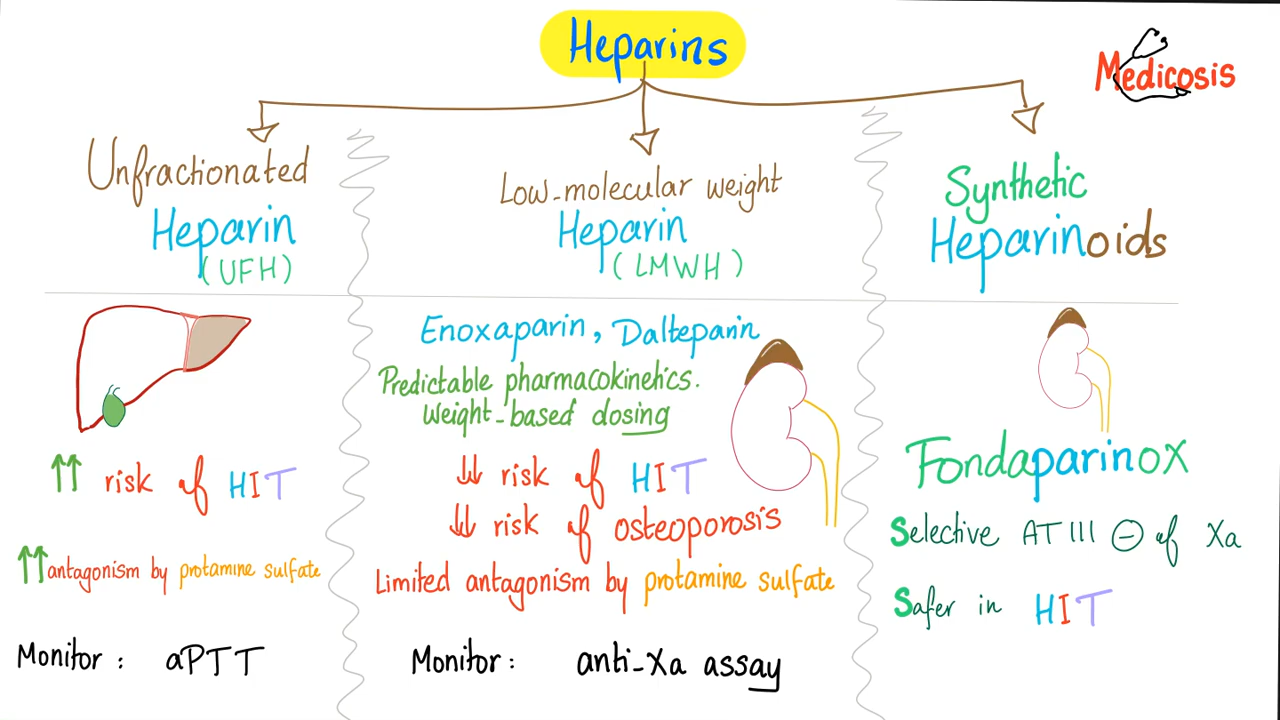 Heparins
Medicosis
Unfractionated
Heparin
(UFH)
↑↑ risk of HIT
↑↑ antagonism by protamine sulfate
Monitor: aPTT
Low-molecular weight
Heparin
(LMWH)
Enoxaparin, Dalteparin
Predictable pharmacokinetics.
Weight-based dosing
↓↓ risk of HIT
↓↓ risk of osteoporosis
Limited antagonism by protamine sulfate
Monitor: anti-Xa assay
Synthetic
Heparinoids
Fondaparinox
Selective AT III ⊖ of Xa
Safer in HIT